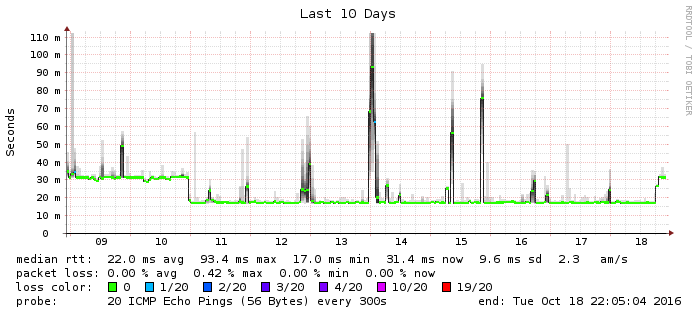 Last 10 Days
RRDTOOL / TOBI OETIKER
Seconds
110 m
100 m
90 m
80 m
70 m
60 m
50 m
40 m
30 m
20 m
10 m
0
09 10 11 12 13 14 15 16 17 18
median rtt: 22.0 ms avg 93.4 ms max 17.0 ms min 31.4 ms now 9.6 ms sd 2.3 am/s
packet loss: 0.00 % avg 0.42 % max 0.00 % min 0.00 % now
loss color: 0 1/20 2/20 3/20 4/20 10/20 19/20
probe: 20 ICMP Echo Pings (56 Bytes) every 300s end: Tue Oct 18 22:05:04 2016